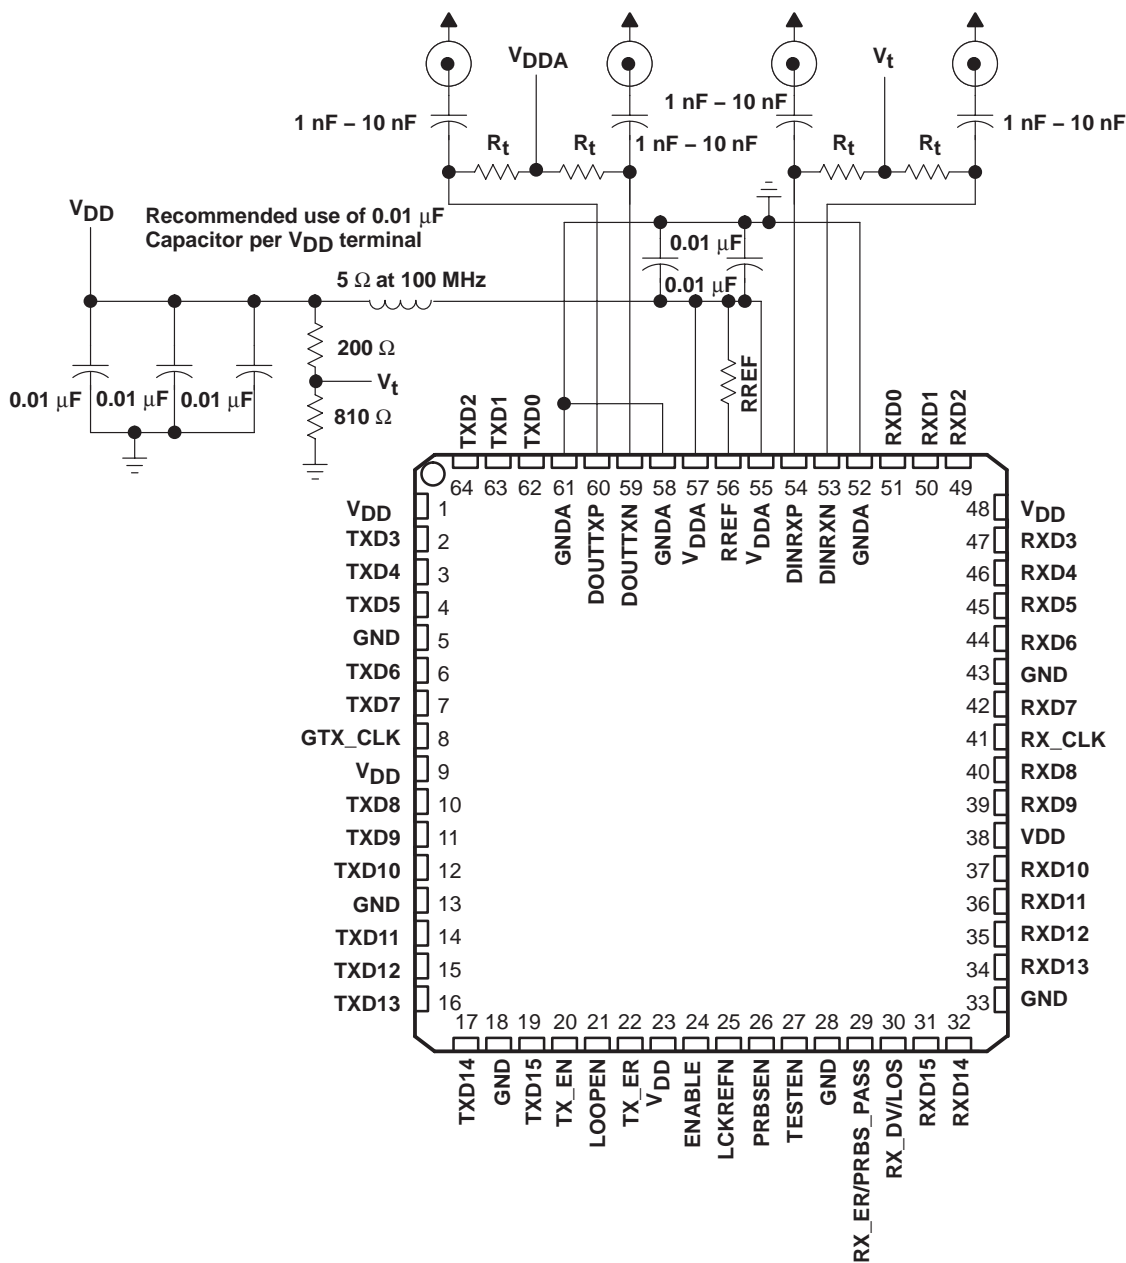 VDDA
Vt
1 nF – 10 nF
1 nF – 10 nF
1 nF – 10 nF
1 nF – 10 nF
Rt
Rt
Rt
Rt
VDD
Recommended use of 0.01 μF
Capacitor per VDD terminal
5 Ω at 100 MHz
0.01 μF
0.01 μF
200 Ω
Vt
810 Ω
0.01 μF
0.01 μF
0.01 μF
RREF
TXD2
TXD1
TXD0
RXD0
RXD1
RXD2
64
63
62
61
60
59
58
57
56
55
54
53
52
51
50
49
GNDA
DOUTTXP
DOUTTXN
GNDA
VDDA
RREF
VDDA
DINRXP
DINRXN
GNDA
VDD 1
TXD3 2
TXD4 3
TXD5 4
GND 5
TXD6 6
TXD7 7
GTX_CLK 8
VDD 9
TXD8 10
TXD9 11
TXD10 12
GND 13
TXD11 14
TXD12 15
TXD13 16
48 VDD
47 RXD3
46 RXD4
45 RXD5
44 RXD6
43 GND
42 RXD7
41 RX_CLK
40 RXD8
39 RXD9
38 VDD
37 RXD10
36 RXD11
35 RXD12
34 RXD13
33 GND
17
18
19
20
21
22
23
24
25
26
27
28
29
30
31
32
TXD14
GND
TXD15
TX_EN
LOOPEN
TX_ER
VDD
ENABLE
LCKREFN
PRBSEN
TESTEN
GND
RX_ER/PRBS_PASS
RX_DV/LOS
RXD15
RXD14